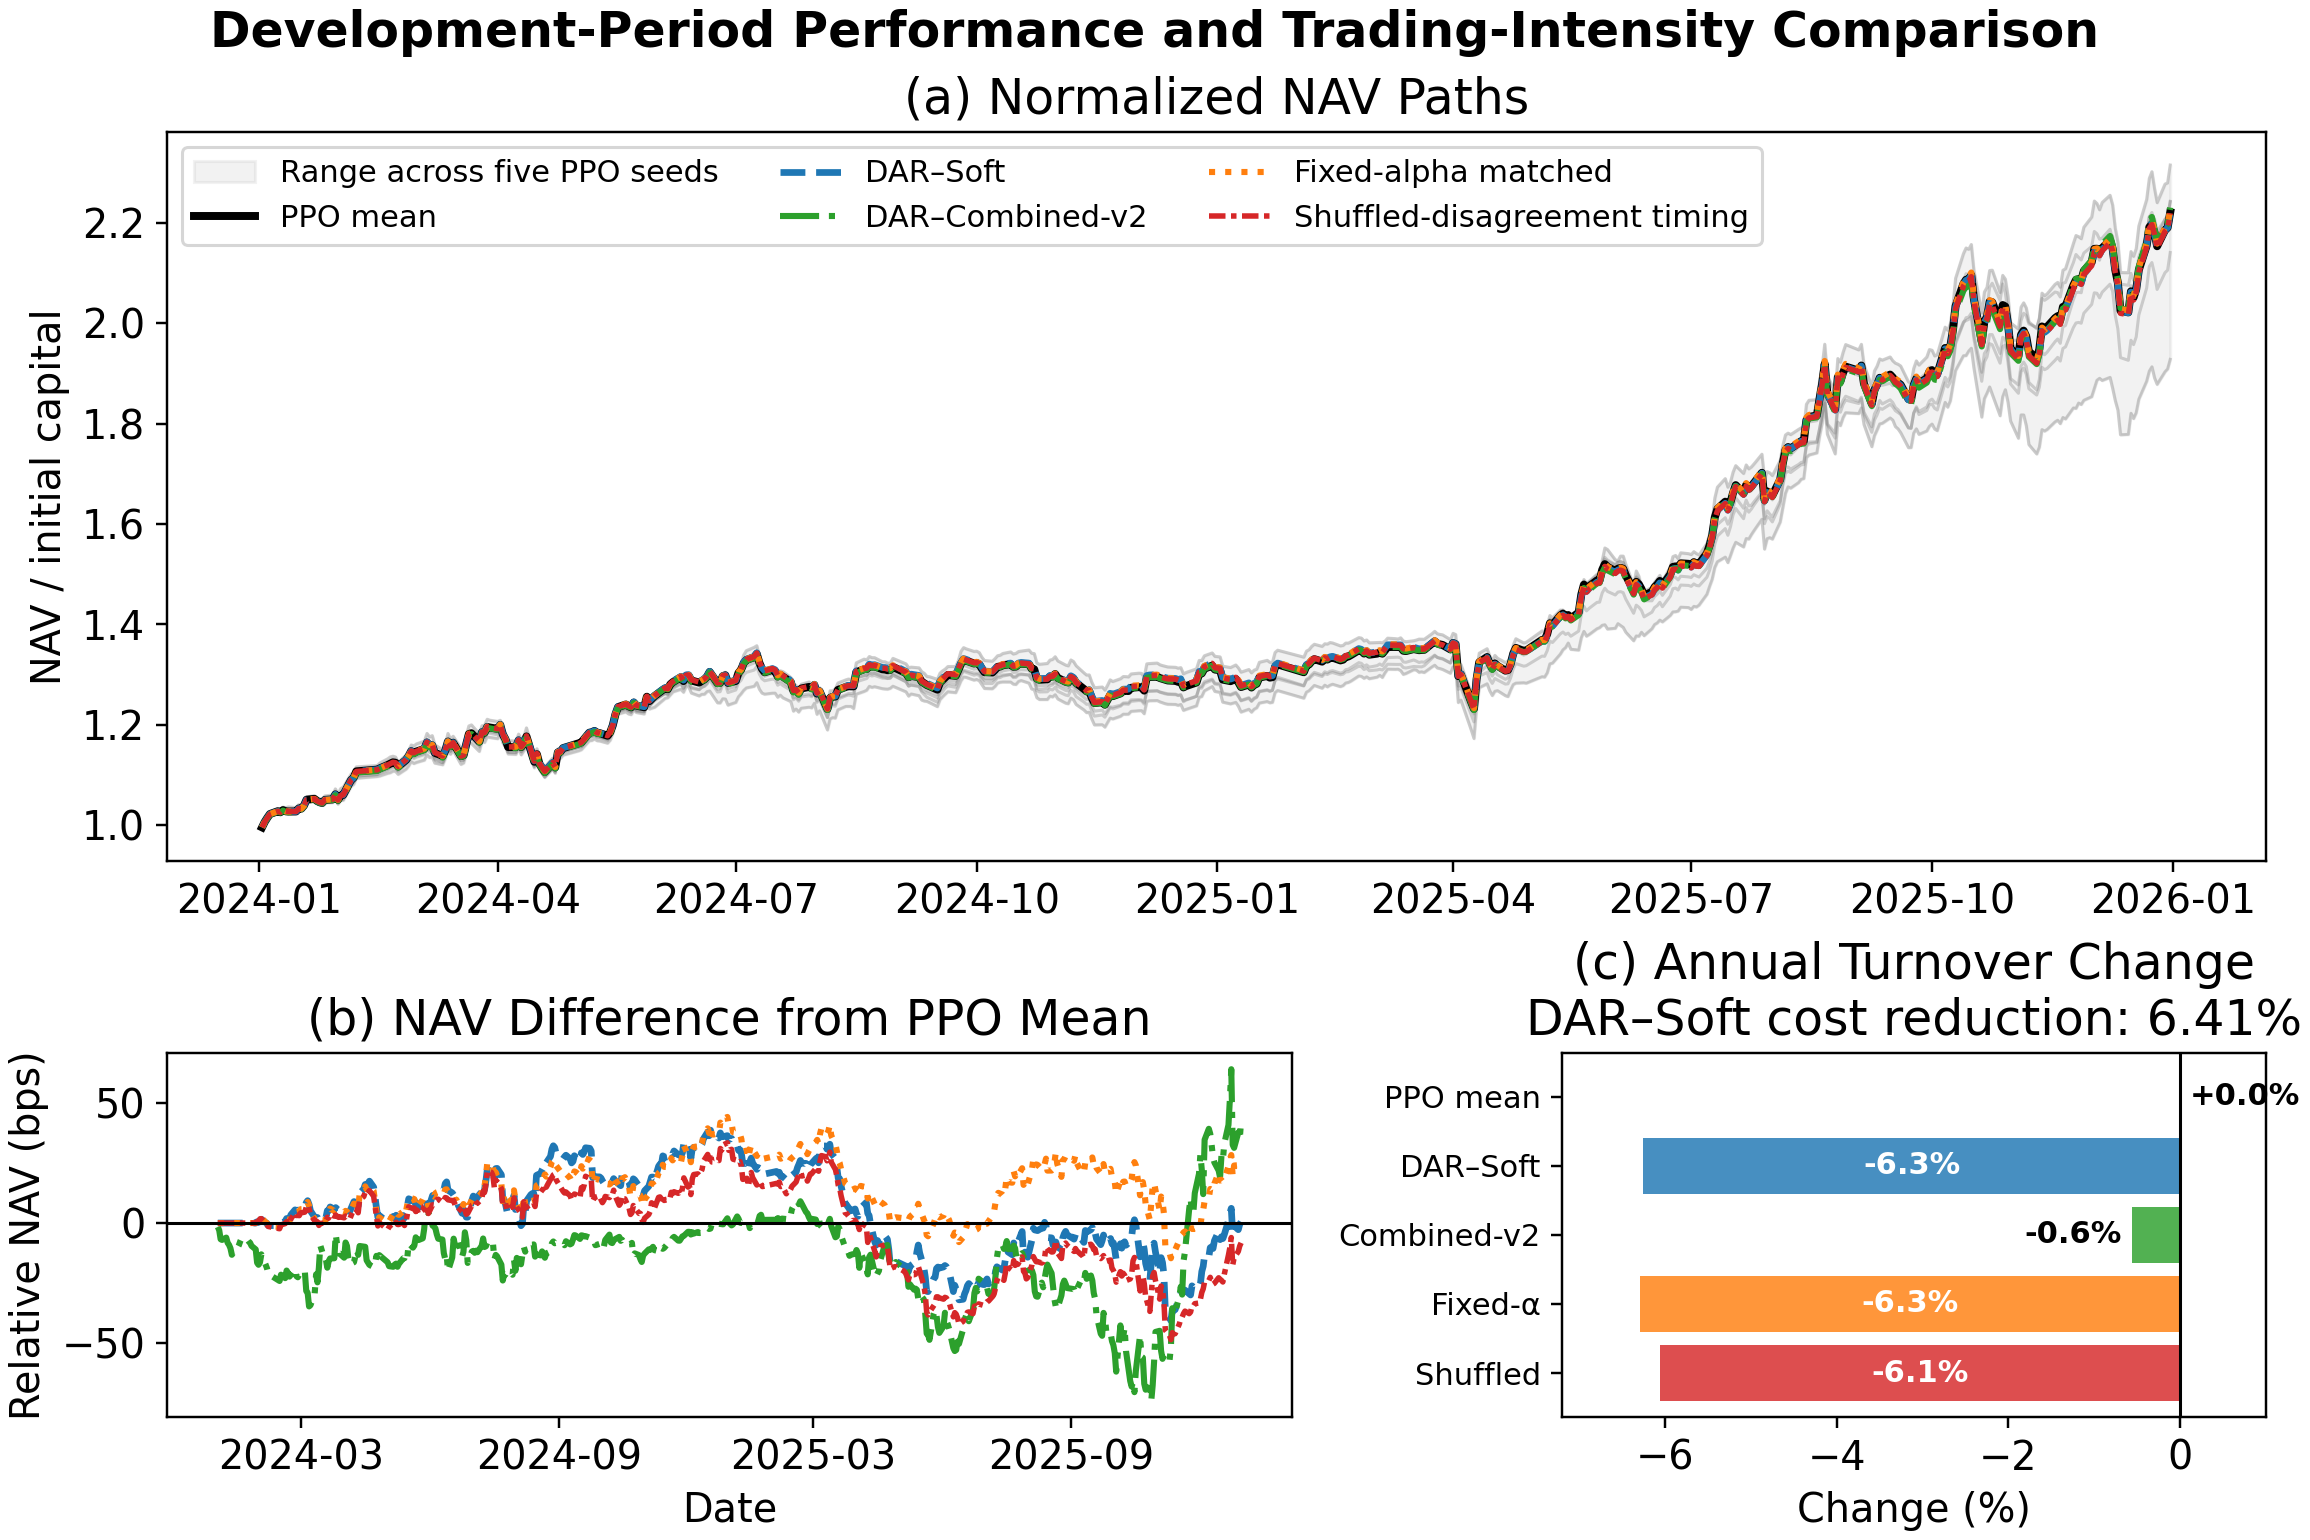 Development-Period Performance and Trading-Intensity Comparison
(a) Normalized NAV Paths
Range across five PPO seeds
PPO mean
DAR–Soft
DAR–Combined-v2
Fixed-alpha matched
Shuffled-disagreement timing
NAV / initial capital
2.2
2.0
1.8
1.6
1.4
1.2
1.0
2024-01 2024-04 2024-07 2024-10 2025-01 2025-04 2025-07 2025-10 2026-01
(b) NAV Difference from PPO Mean
Relative NAV (bps)
50
0
−50
2024-03 2024-09 2025-03 2025-09
Date
(c) Annual Turnover Change
DAR–Soft cost reduction: 6.41%
PPO mean +0.0%
DAR–Soft -6.3%
Combined-v2 -0.6%
Fixed-α -6.3%
Shuffled -6.1%
−6 −4 −2 0
Change (%)